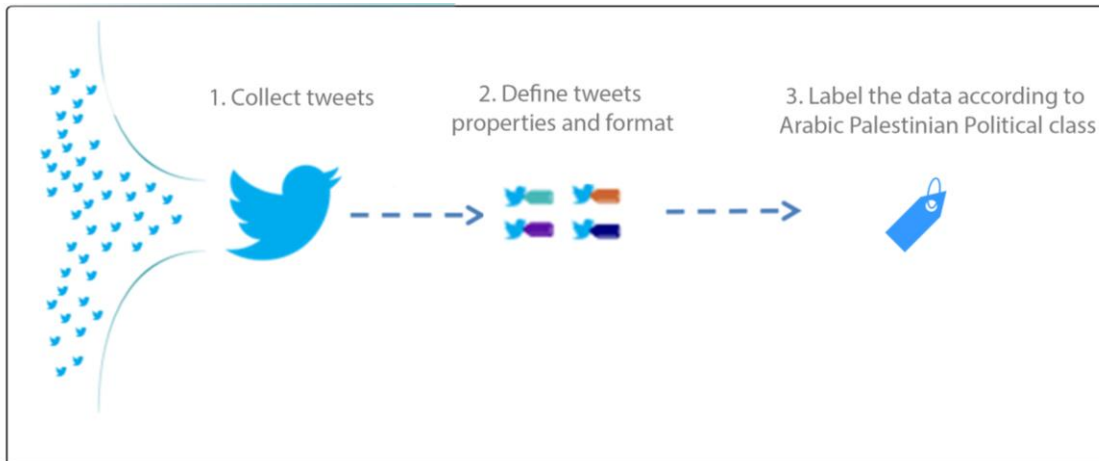 1. Collect tweets
2. Define tweets
properties and format
3. Label the data according to
Arabic Palestinian Political class